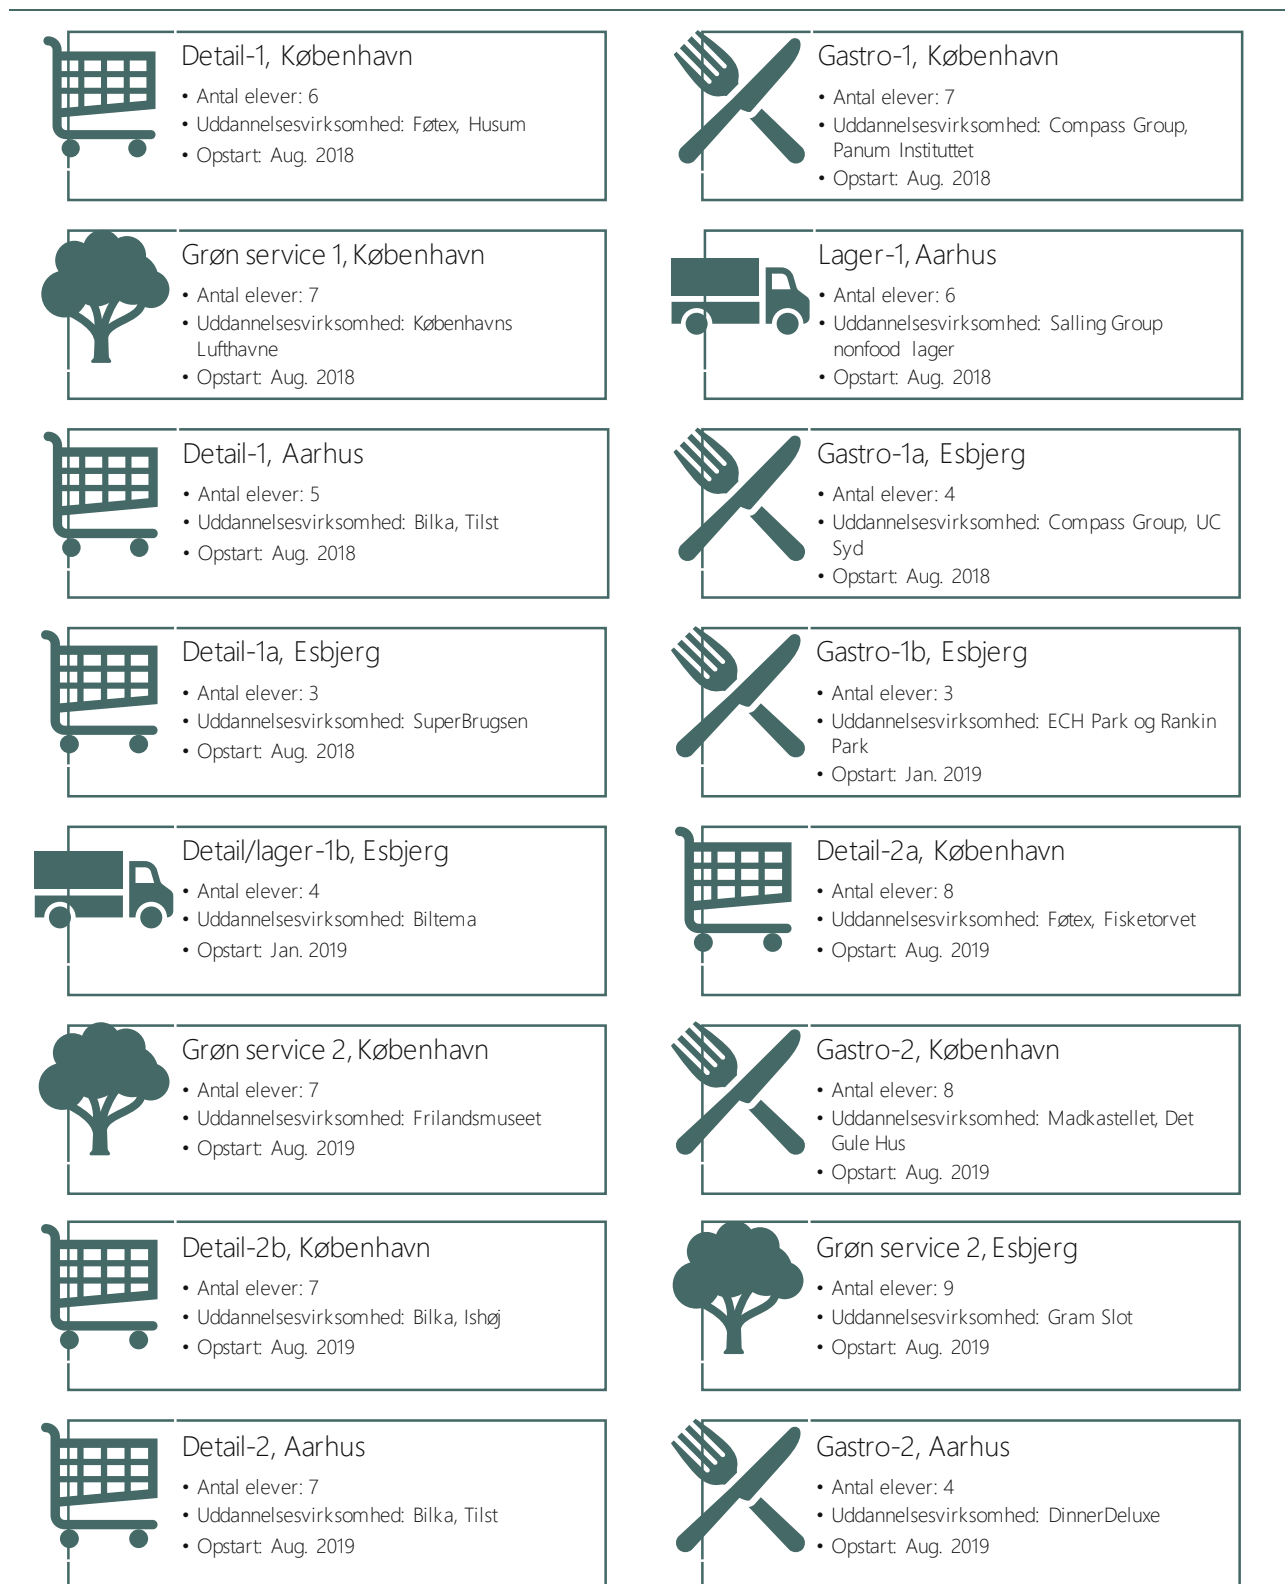 Detail-1, København
• Antal elever: 6
• Uddannelsesvirksomhed: Føtex, Husum
• Opstart: Aug. 2018
Gastro-1, København
• Antal elever: 7
• Uddannelsesvirksomhed: Compass Group,
Panum Instituttet
• Opstart: Aug. 2018
Grøn service 1, København
• Antal elever: 7
• Uddannelsesvirksomhed: Københavns
Lufthavne
• Opstart: Aug. 2018
Lager-1, Aarhus
• Antal elever: 6
• Uddannelsesvirksomhed: Salling Group
nonfood lager
• Opstart: Aug. 2018
Detail-1, Aarhus
• Antal elever: 5
• Uddannelsesvirksomhed: Bilka, Tilst
• Opstart: Aug. 2018
Gastro-1a, Esbjerg
• Antal elever: 4
• Uddannelsesvirksomhed: Compass Group, UC
Syd
• Opstart: Aug. 2018
Detail-1a, Esbjerg
• Antal elever: 3
• Uddannelsesvirksomhed: SuperBrugsen
• Opstart: Aug. 2018
Gastro-1b, Esbjerg
• Antal elever: 3
• Uddannelsesvirksomhed: ECH Park og Rankin
Park
• Opstart: Jan. 2019
Detail/lager-1b, Esbjerg
• Antal elever: 4
• Uddannelsesvirksomhed: Biltema
• Opstart: Jan. 2019
Detail-2a, København
• Antal elever: 8
• Uddannelsesvirksomhed: Føtex, Fisketorvet
• Opstart: Aug. 2019
Grøn service 2, København
• Antal elever: 7
• Uddannelsesvirksomhed: Frilandsmuseet
• Opstart: Aug. 2019
Gastro-2, København
• Antal elever: 8
• Uddannelsesvirksomhed: Madkastellet, Det
Gule Hus
• Opstart: Aug. 2019
Detail-2b, København
• Antal elever: 7
• Uddannelsesvirksomhed: Bilka, Ishøj
• Opstart: Aug. 2019
Grøn service 2, Esbjerg
• Antal elever: 9
• Uddannelsesvirksomhed: Gram Slot
• Opstart: Aug. 2019
Detail-2, Aarhus
• Antal elever: 7
• Uddannelsesvirksomhed: Bilka, Tilst
• Opstart: Aug. 2019
Gastro-2, Aarhus
• Antal elever: 4
• Uddannelsesvirksomhed: DinnerDeluxe
• Opstart: Aug. 2019